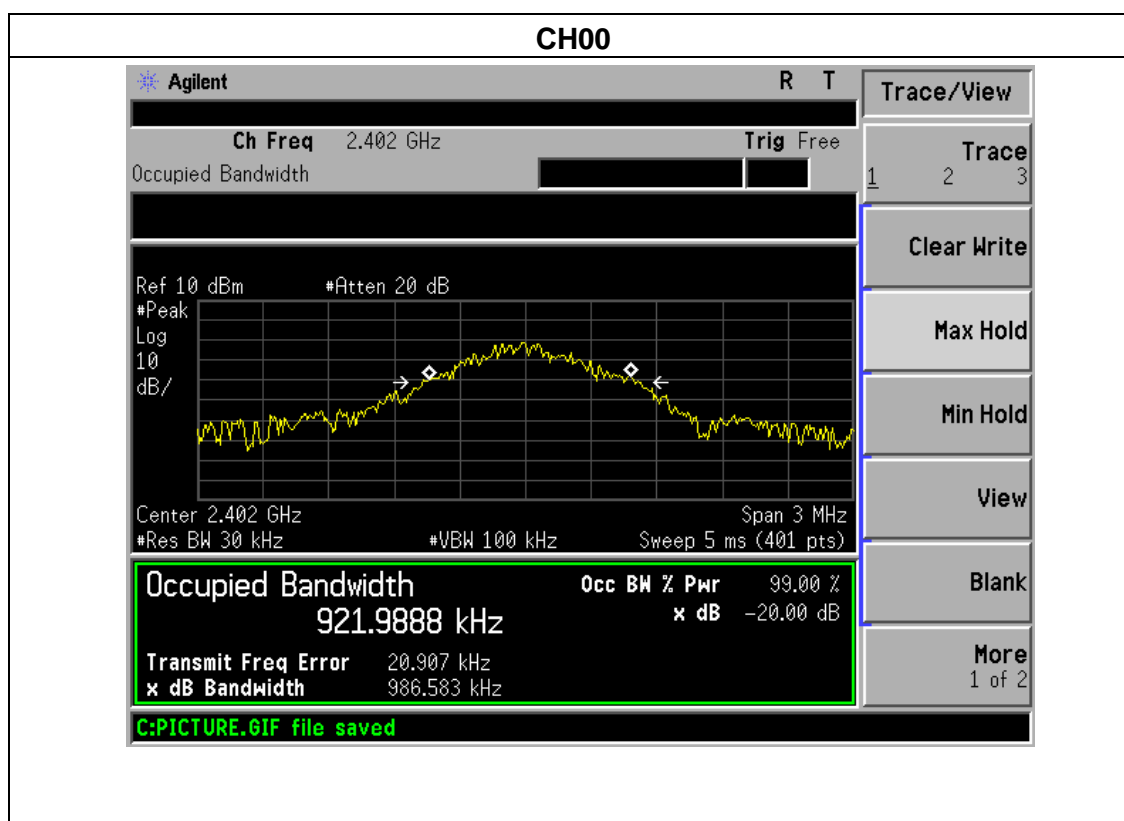 CH00
Agilent R T
Ch Freq 2.402 GHz Trig Free
Occupied Bandwidth
Ref 10 dBm #Atten 20 dB
#Peak
Log
10
dB/
Center 2.402 GHz Span 3 MHz
#Res BW 30 kHz #VBW 100 kHz Sweep 5 ms (401 pts)
Occupied Bandwidth Occ BW % Pwr 99.00 %
921.9888 kHz x dB -20.00 dB
Transmit Freq Error 20.907 kHz
x dB Bandwidth 986.583 kHz
C:PICTURE.GIF file saved
Trace/View
Trace
1 2 3
Clear Write
Max Hold
Min Hold
View
Blank
More
1 of 2